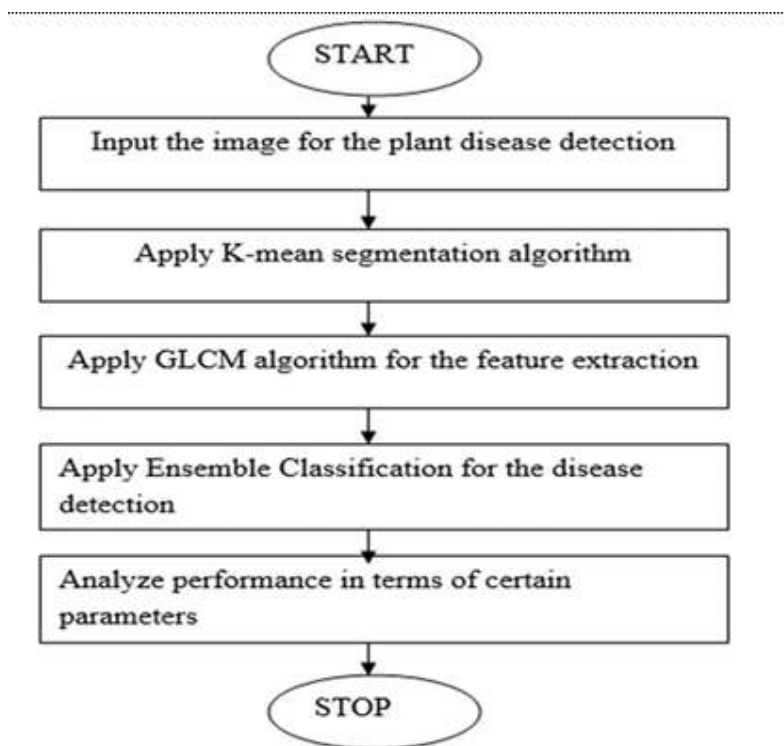 START
Input the image for the plant disease detection
Apply K-mean segmentation algorithm
Apply GLCM algorithm for the feature extraction
Apply Ensemble Classification for the disease
detection
Analyze performance in terms of certain
parameters
STOP